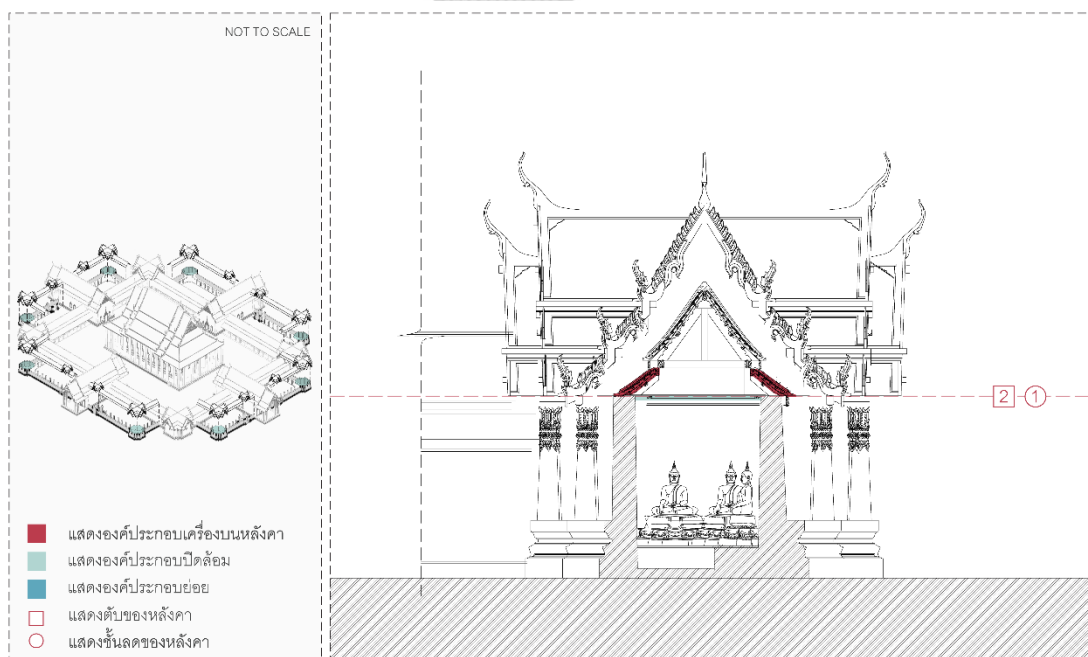 NOT TO SCALE
2 1
แสดงองค์ประกอบเครื่องบนหลังคา
แสดงองค์ประกอบปิดล้อม
แสดงองค์ประกอบย่อย
แสดงตับของหลังคา
แสดงชั้นลดของหลังคา